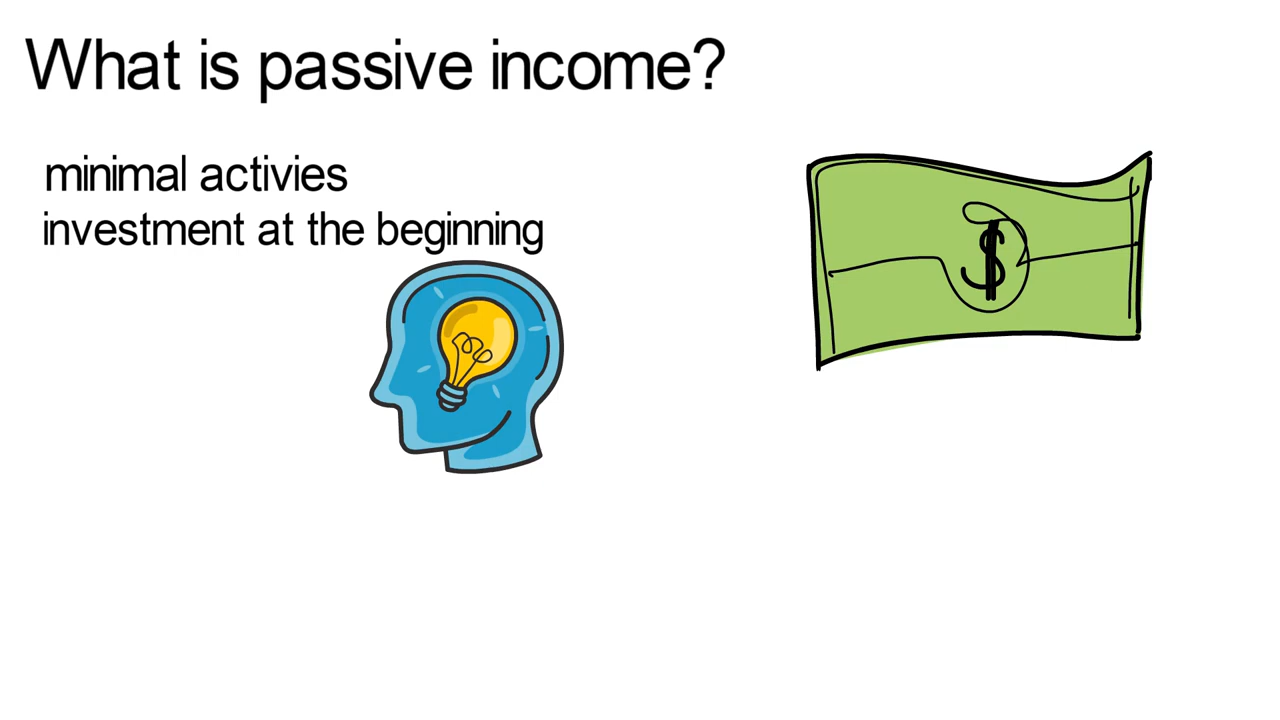 What is passive income?
minimal activies
investment at the beginning
$